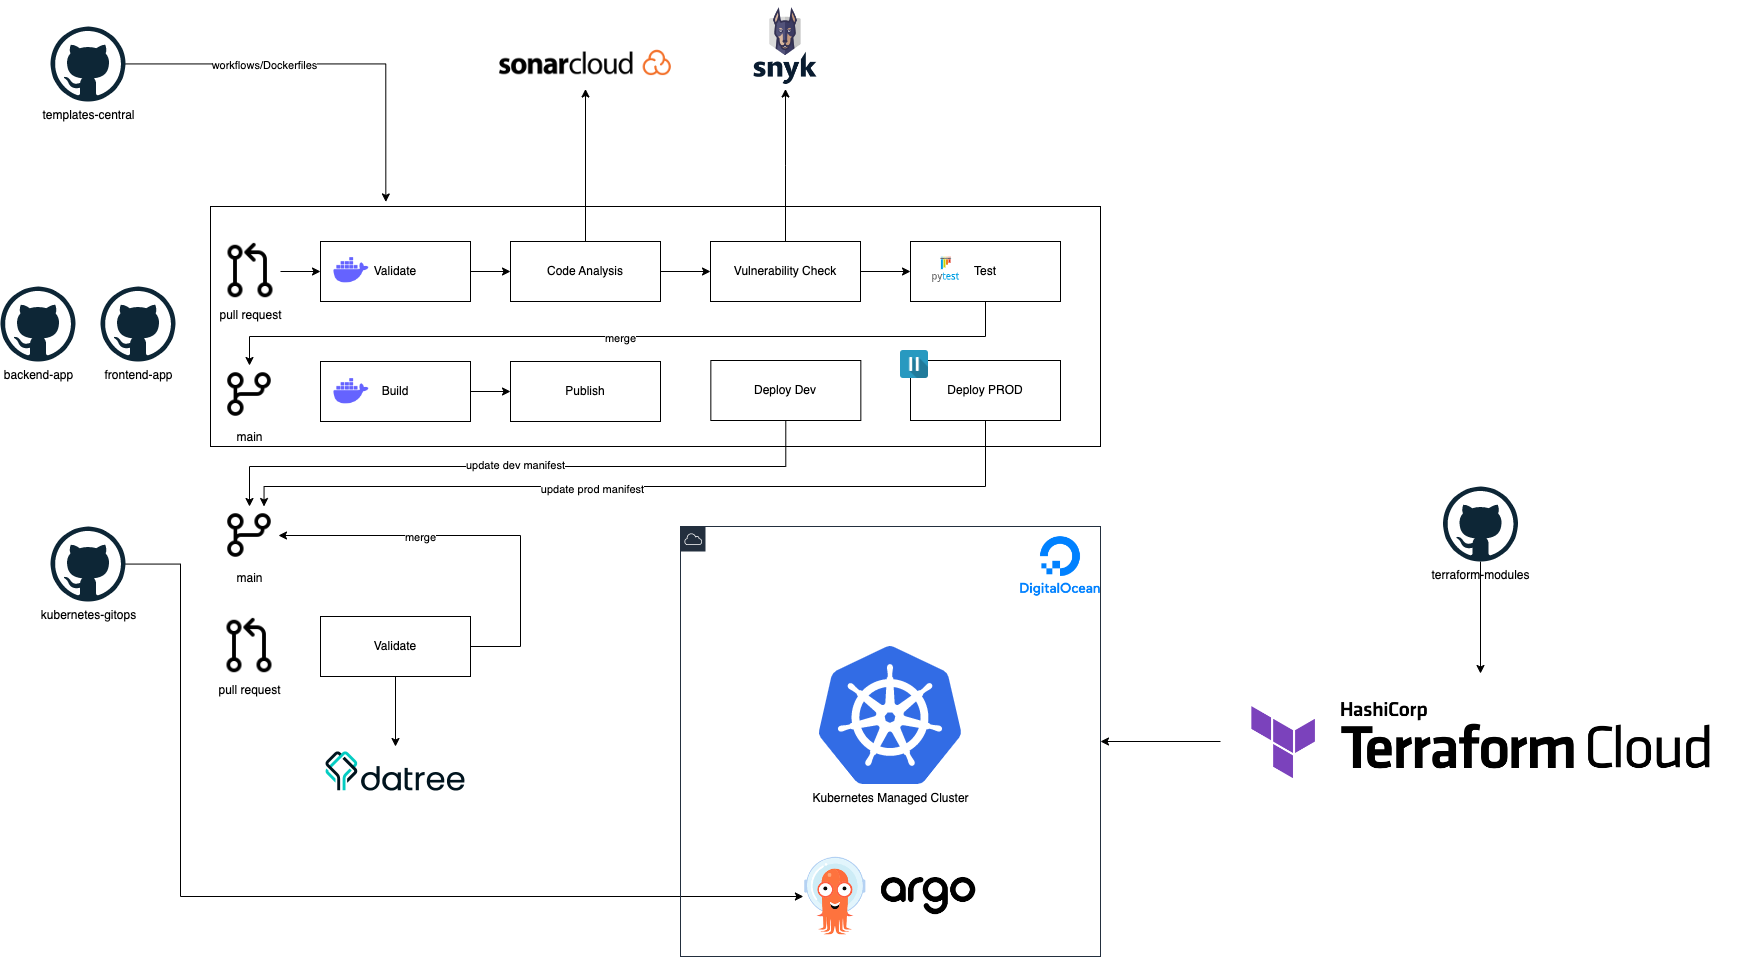 sonarcloud
snyk
templates-central
workflows/Dockerfiles
Validate
Code Analysis
Vulnerability Check
pytest
Test
pull request
merge
backend-app
frontend-app
Build
Publish
Deploy Dev
Deploy PROD
main
update dev manifest
update prod manifest
merge
main
kubernetes-gitops
Validate
pull request
datree
DigitalOcean
Kubernetes Managed Cluster
argo
terraform-modules
HashiCorp
Terraform Cloud